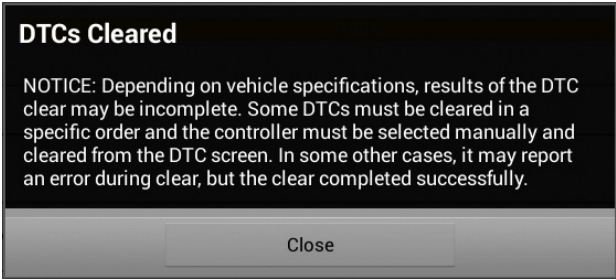 DTCs Cleared
NOTICE: Depending on vehicle specifications, results of the DTC
clear may be incomplete. Some DTCs must be cleared in a
specific order and the controller must be selected manually and
cleared from the DTC screen. In some other cases, it may report
an error during clear, but the clear completed successfully.
Close